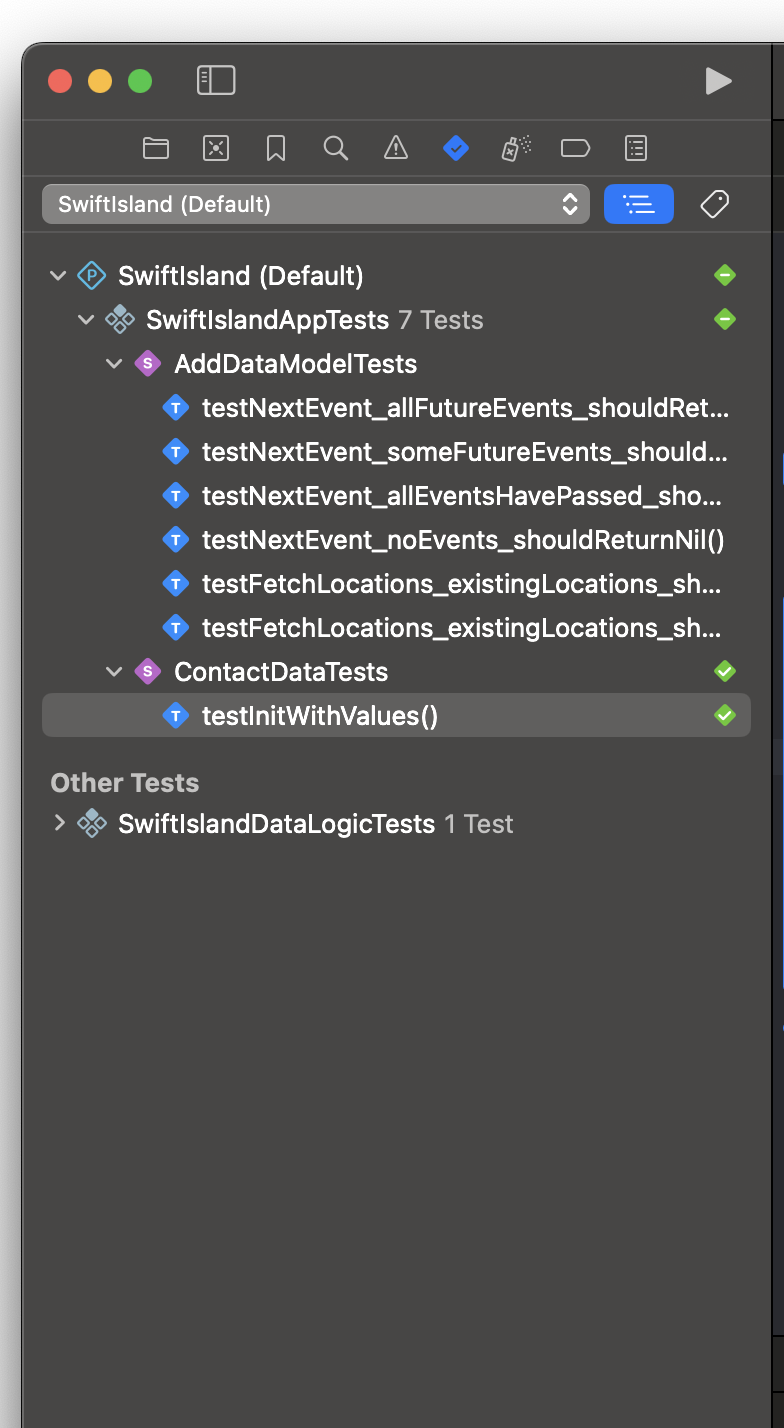 SwiftIsland (Default)
SwiftIsland (Default)
SwiftIslandAppTests 7 Tests
AddDataModelTests
testNextEvent_allFutureEvents_shouldRet...
testNextEvent_someFutureEvents_should...
testNextEvent_allEventsHavePassed_sho...
testNextEvent_noEvents_shouldReturnNil()
testFetchLocations_existingLocations_sh...
testFetchLocations_existingLocations_sh...
ContactDataTests
testInitWithValues()
Other Tests
SwiftIslandDataLogicTests 1 Test